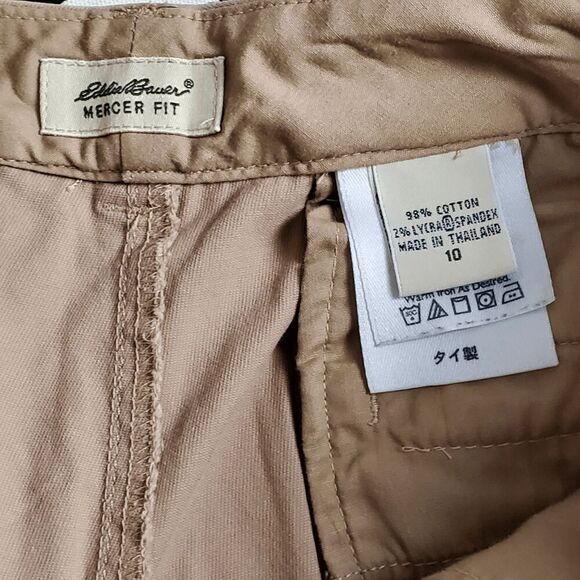 Eddie Bauer®
MERCER FIT
98% COTTON
2% LYCRA®SPANDEX
MADE IN THAILAND
10
Warm Iron As Desired.
タイ製